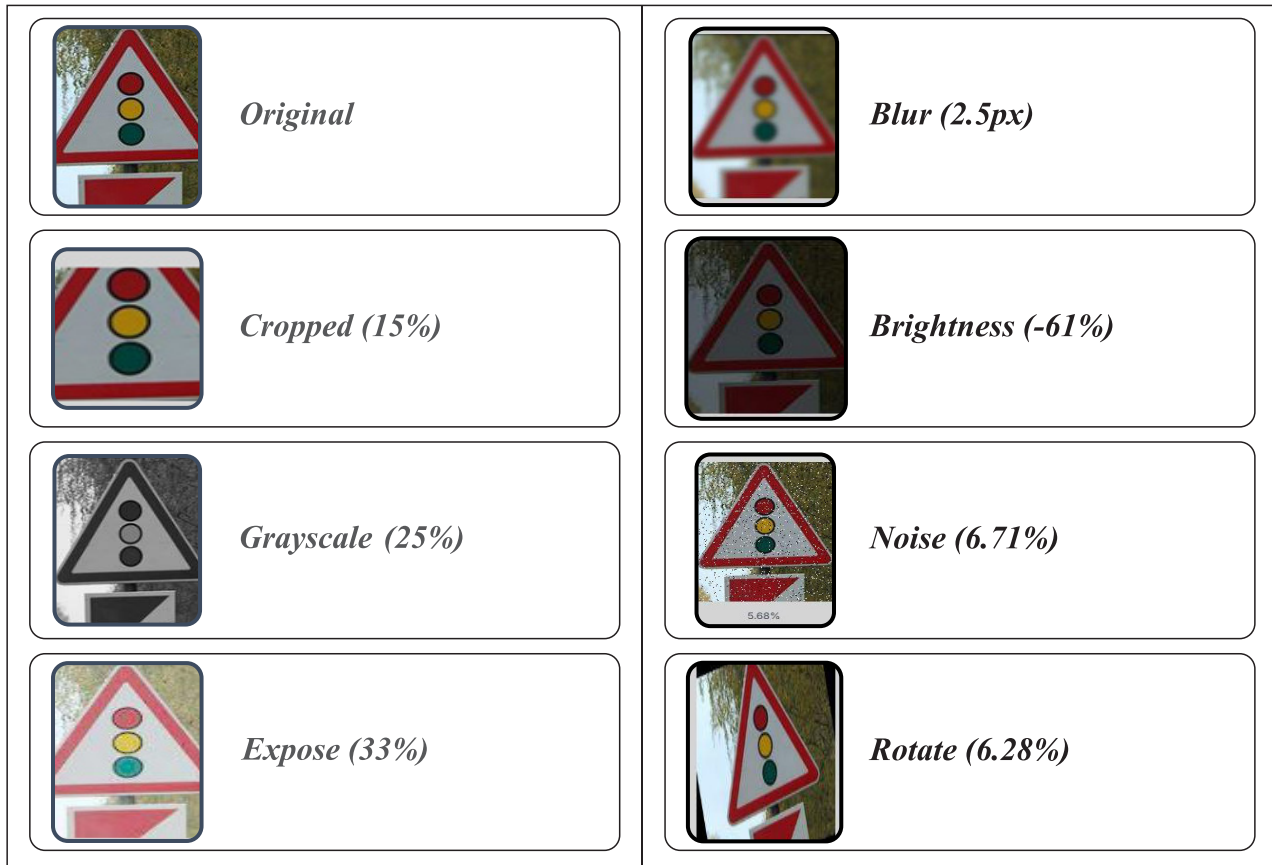 Original
Cropped (15%)
Grayscale (25%)
Expose (33%)
Blur (2.5px)
Brightness (-61%)
Noise (6.71%)
5.68%
Rotate (6.28%)